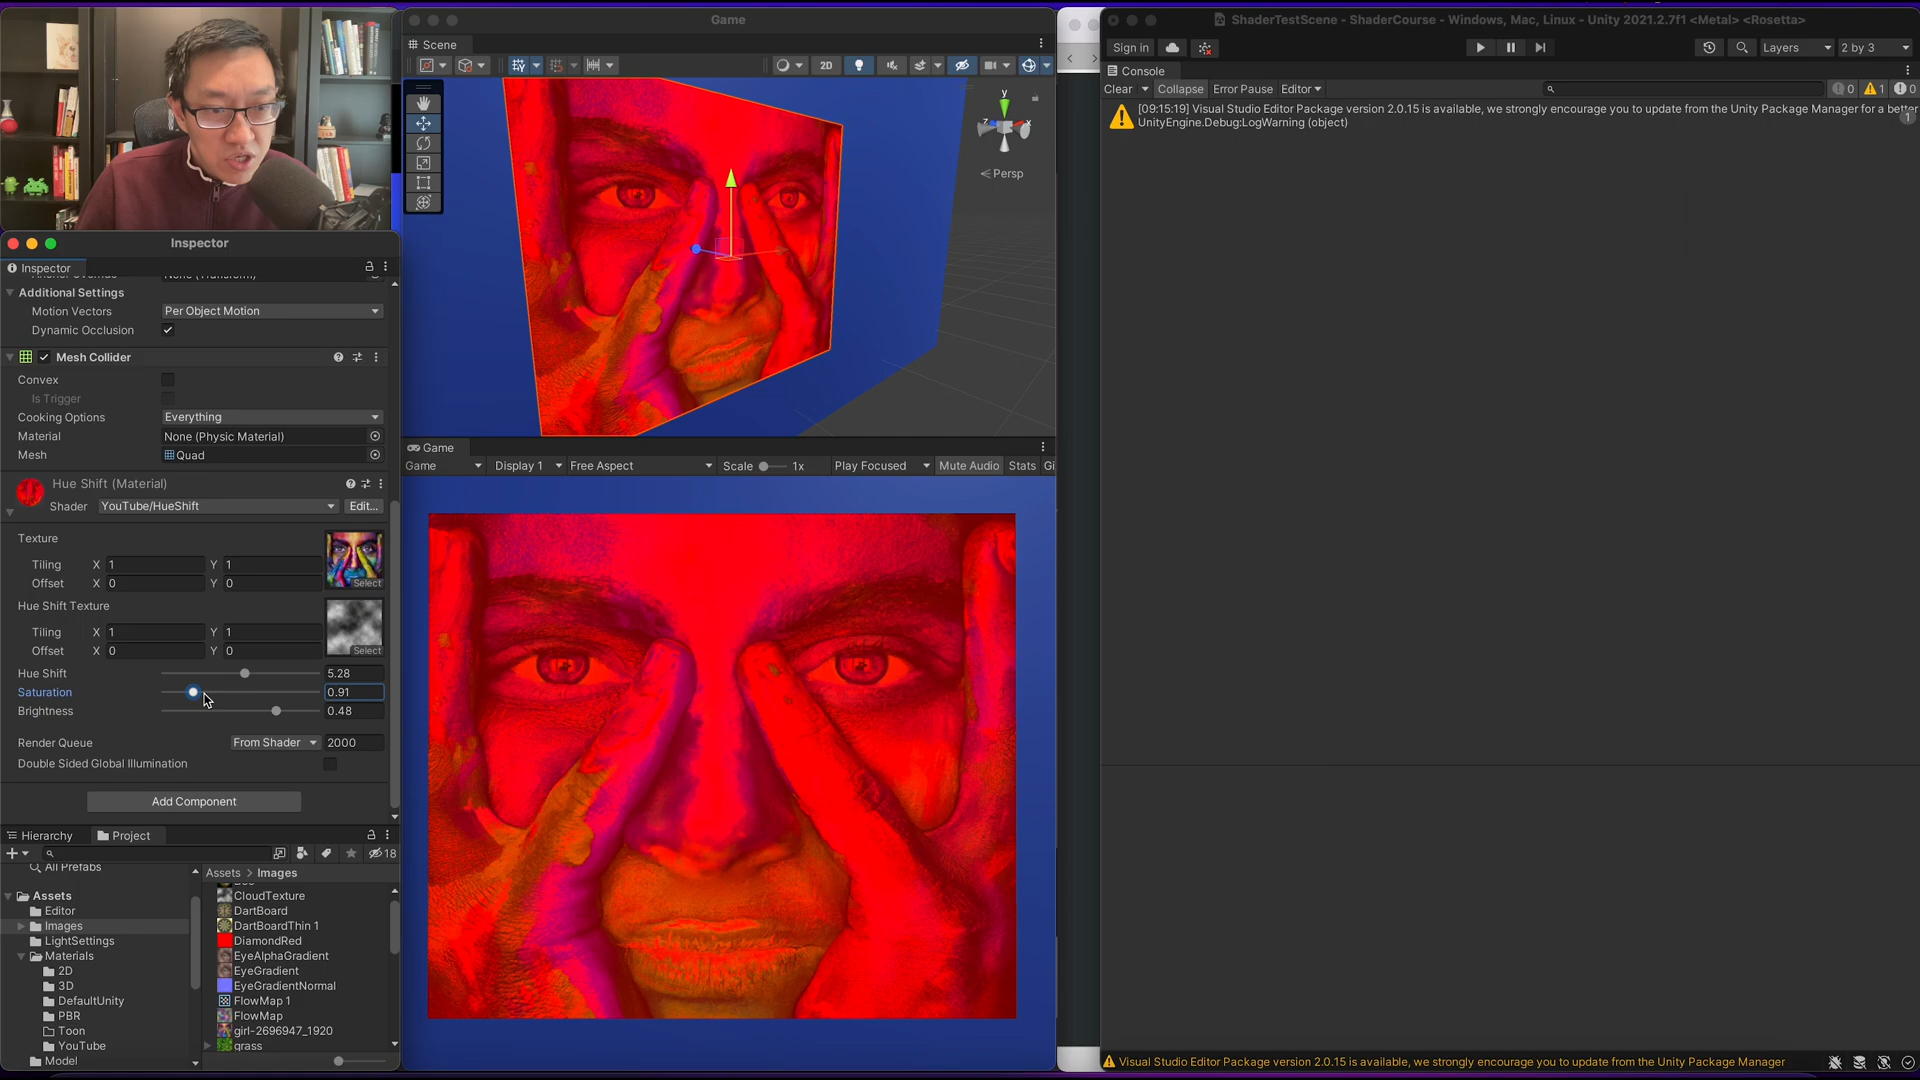 Game
ShaderTestScene - ShaderCourse - Windows, Mac, Linux - Unity 2021.2.7f1 <Metal> <Rosetta>
Scene
Sign in
Layers
2 by 3
2D
Console
Clear
Collapse
Error Pause
Editor
0
1
0
[09:15:19] Visual Studio Editor Package version 2.0.15 is available, we strongly encourage you to update from the Unity Package Manager for a better
UnityEngine.Debug:LogWarning (object)
1
y
z
x
Persp
Inspector
Inspector
None (Transform)
Additional Settings
Motion Vectors
Per Object Motion
Dynamic Occlusion
Mesh Collider
Convex
Is Trigger
Cooking Options
Everything
Material
None (Physic Material)
Mesh
Quad
Game
Game
Display 1
Free Aspect
Scale
1x
Play Focused
Mute Audio
Stats
Gi
Hue Shift (Material)
Shader
YouTube/HueShift
Edit...
Texture
Tiling X 1 Y 1
Offset X 0 Y 0
Select
Hue Shift Texture
Tiling X 1 Y 1
Offset X 0 Y 0
Select
Hue Shift 5.28
Saturation 0.91
Brightness 0.48
Render Queue From Shader 2000
Double Sided Global Illumination
Add Component
Hierarchy
Project
18
All Prefabs
Assets
Editor
Images
LightSettings
Materials
2D
3D
DefaultUnity
PBR
Toon
YouTube
Model
Assets > Images
CloudTexture
DartBoard
DartBoardThin 1
DiamondRed
EyeAlphaGradient
EyeGradient
EyeGradientNormal
FlowMap 1
FlowMap
girl-2696947_1920
grass
Visual Studio Editor Package version 2.0.15 is available, we strongly encourage you to update from the Unity Package Manager